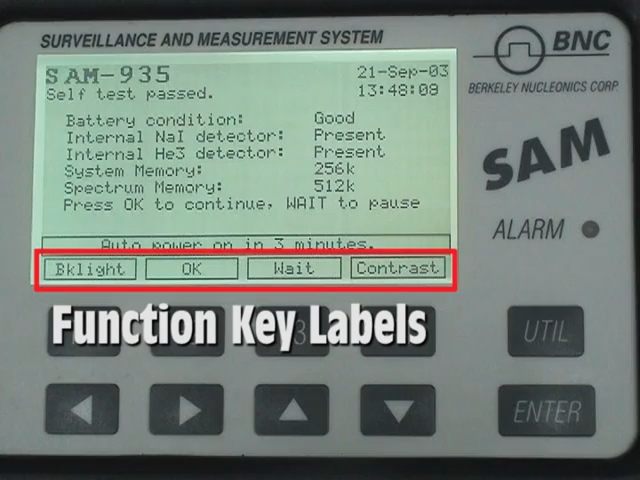 SURVEILLANCE AND MEASUREMENT SYSTEM
BNC
BERKELEY NUCLEONICS CORP.
SAM-935
21-Sep-03
Self test passed.
13:48:09
Battery condition: Good
Internal NaI detector: Present
Internal He3 detector: Present
System Memory: 256k
Spectrum Memory: 512k
Press OK to continue, WAIT to pause
Auto power on in 3 minutes.
Bklight OK Wait Contrast
SAM
ALARM
Function Key Labels
UTIL
ENTER